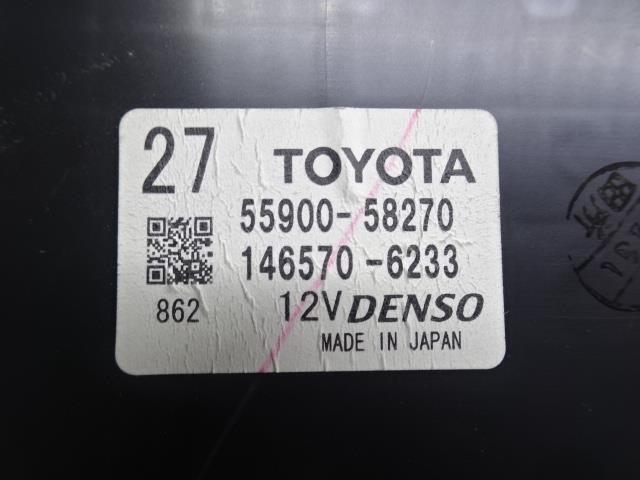 27 TOYOTA
55900-58270
146570-6233
862 12V DENSO
MADE IN JAPAN